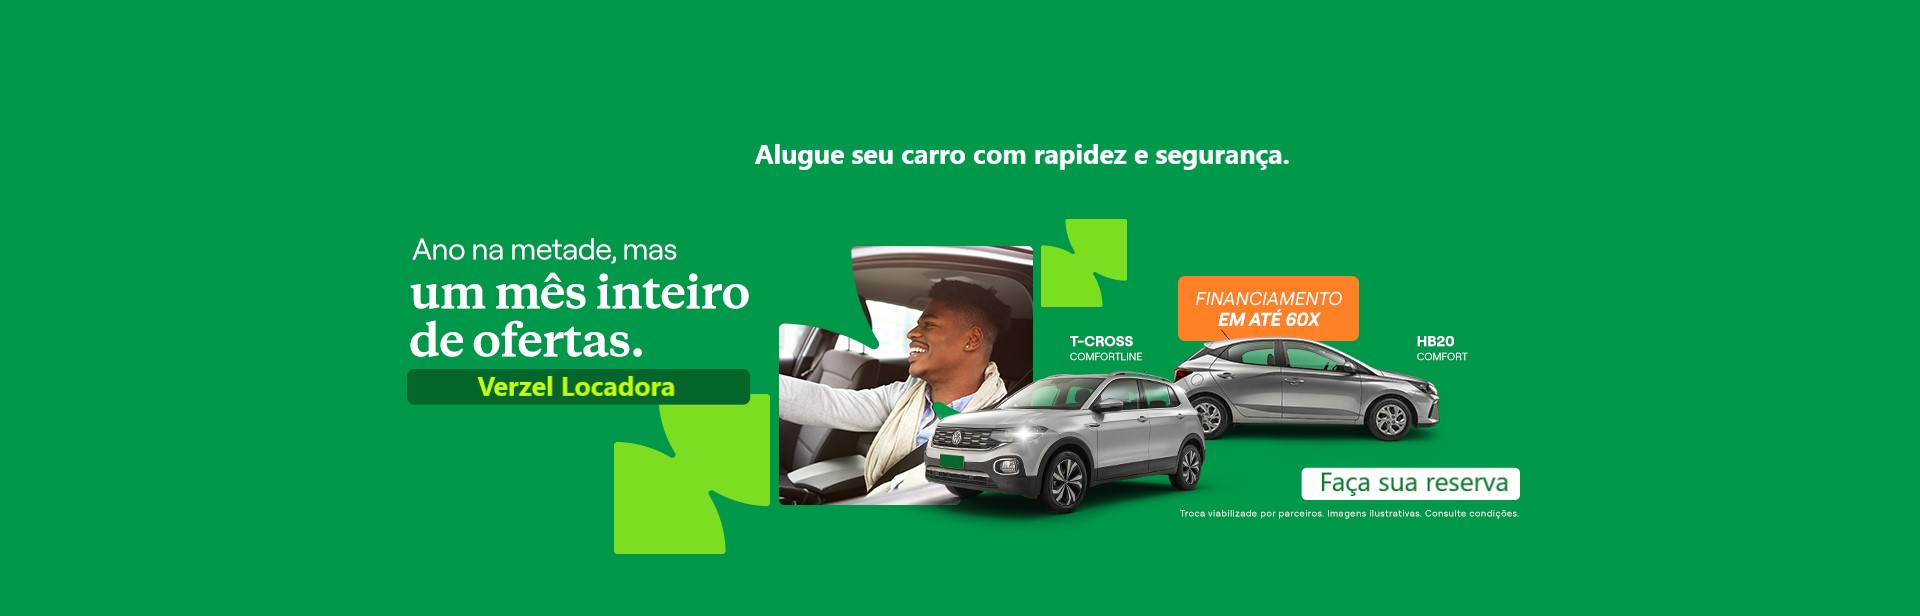 Alugue seu carro com rapidez e segurança.
Ano na metade, mas
um mês inteiro
de ofertas.
Verzel Locadora
FINANCIAMENTO
EM ATÉ 60X
T-CROSS
COMFORTLINE
HB20
COMFORT
Faça sua reserva
Troca viabilizade por parceiros. Imagens ilustrativas. Consulte condições.